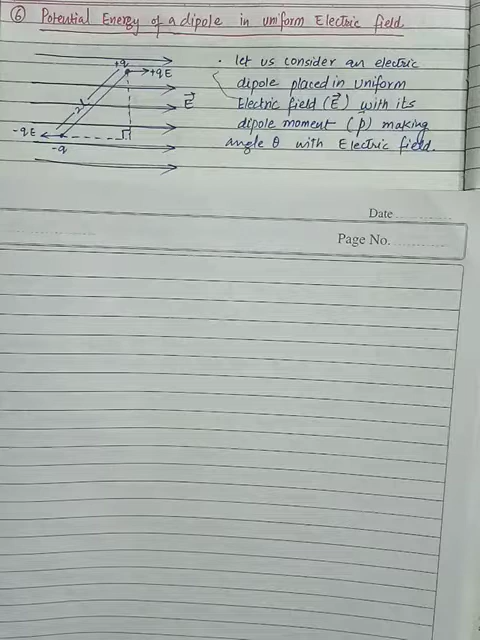 ⑥ Potential Energy of a dipole in uniform Electric field
+q
+qE
2l
E
-qE
-q
• let us consider an electric
dipole placed in uniform
Electric field (E⃗) with its
dipole moment (p⃗) making
angle θ with Electric field.
Date
Page No.